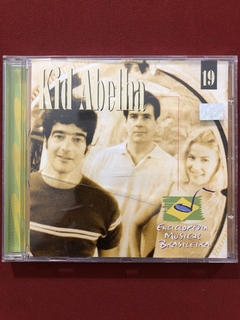 Kid Abelha
19
ENCICLOPÉDIA
MUSICAL
BRASILEIRA